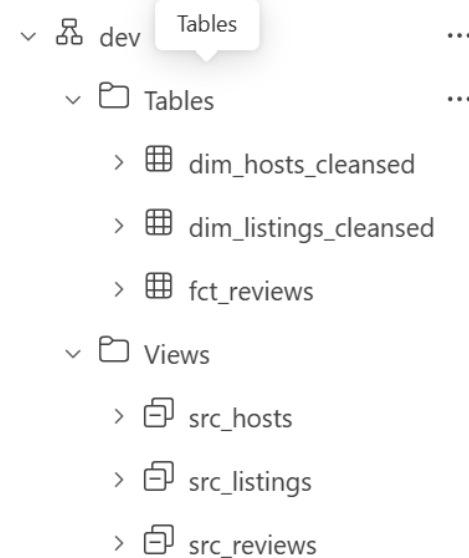 Tables
dev
Tables
dim_hosts_cleansed
dim_listings_cleansed
fct_reviews
Views
src_hosts
src_listings
src_reviews